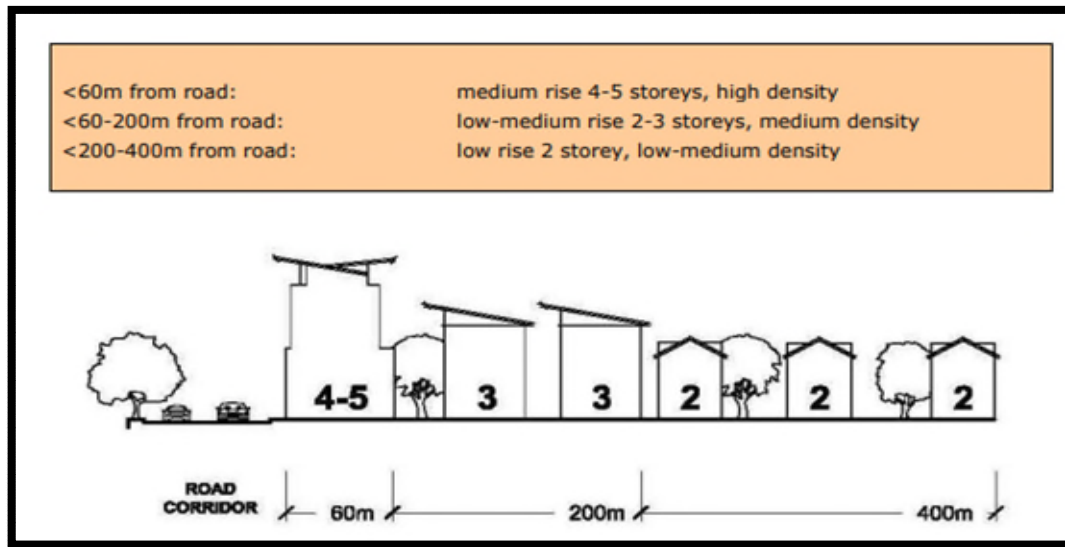 <60m from road: medium rise 4-5 storeys, high density
<60-200m from road: low-medium rise 2-3 storeys, medium density
<200-400m from road: low rise 2 storey, low-medium density
4-5 3 3 2 2 2
ROAD
CORRIDOR
60m 200m 400m